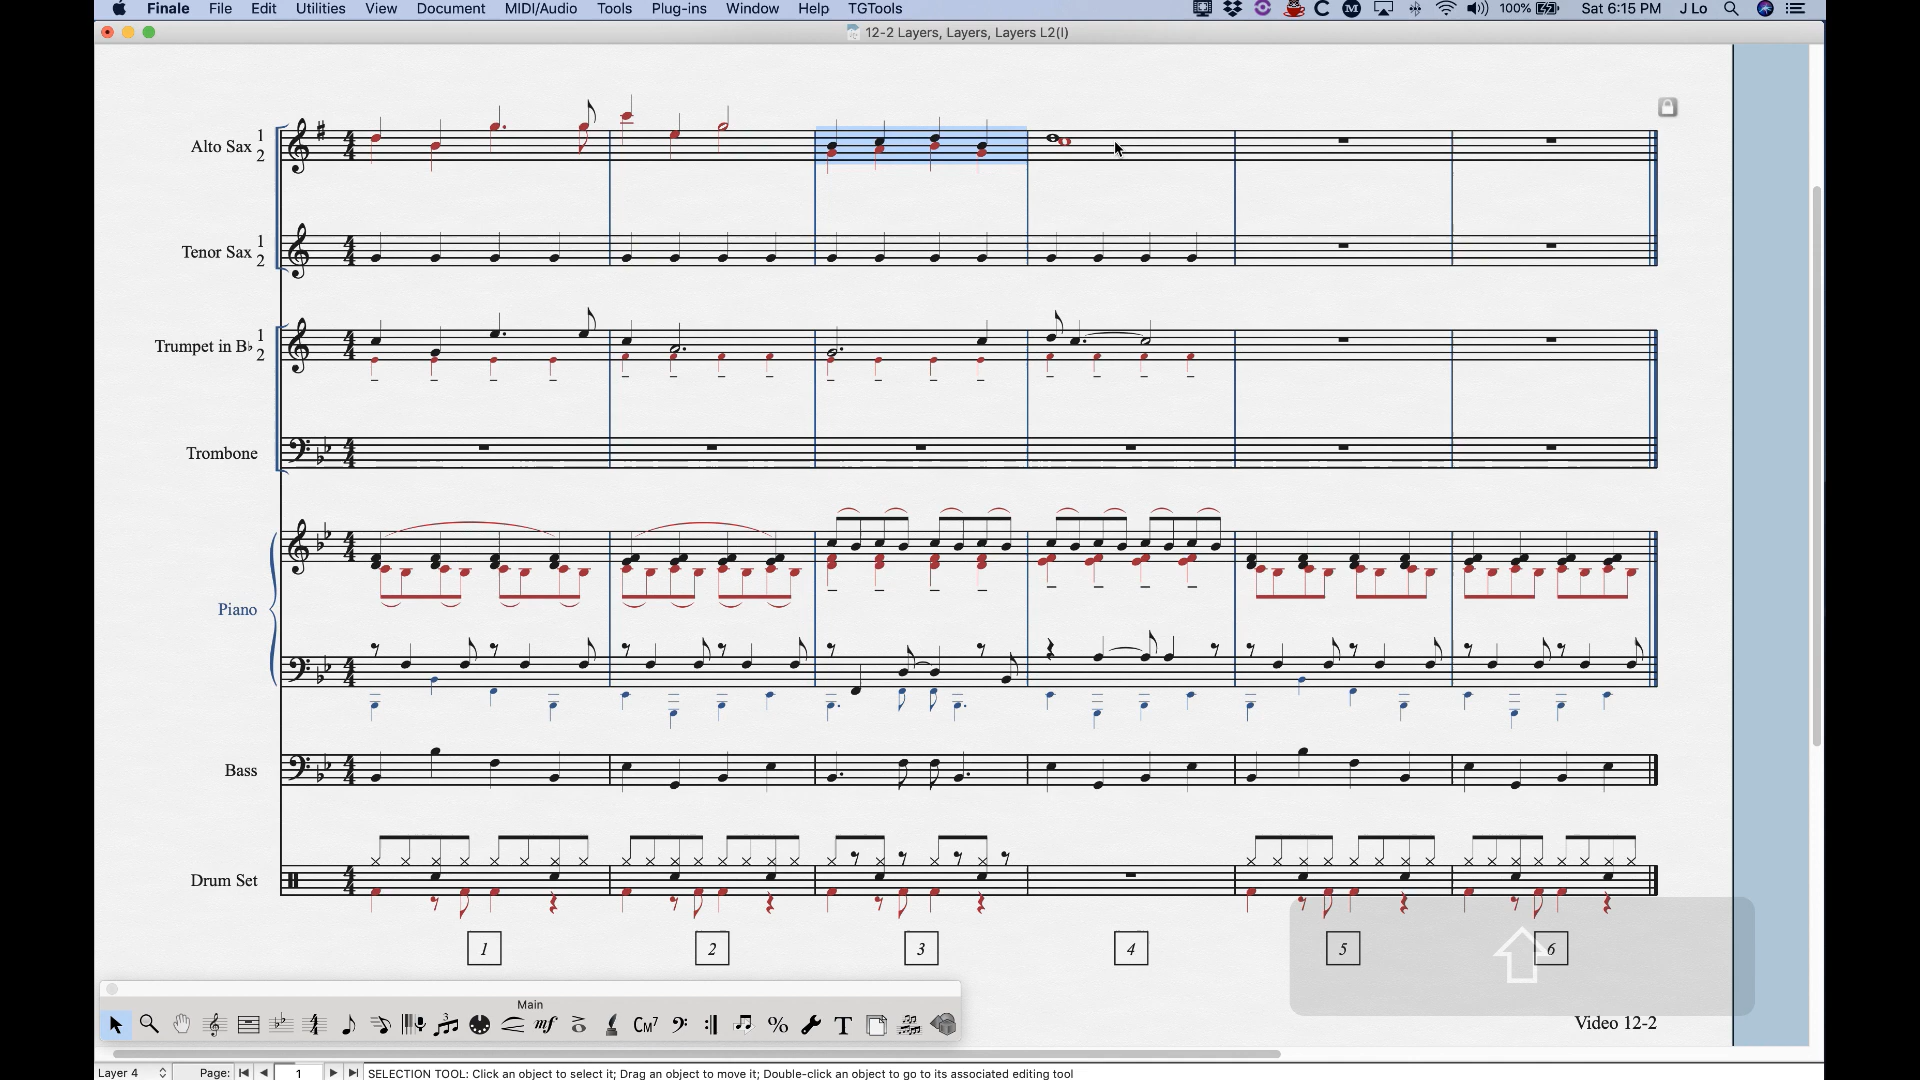 Finale File Edit Utilities View Document MIDI/Audio Tools Plug-ins Window Help TGTools 100% Sat 6:15 PM J Lo
12-2 Layers, Layers, Layers L2(I)
Alto Sax 1 2
Tenor Sax 1 2
Trumpet in B♭ 1 2
Trombone
Piano
Bass
Drum Set
1 2 3 4 5 6
Main
mf CM7 % T
Video 12-2
Layer 4 Page: 1 SELECTION TOOL: Click an object to select it; Drag an object to move it; Double-click an object to go to its associated editing tool